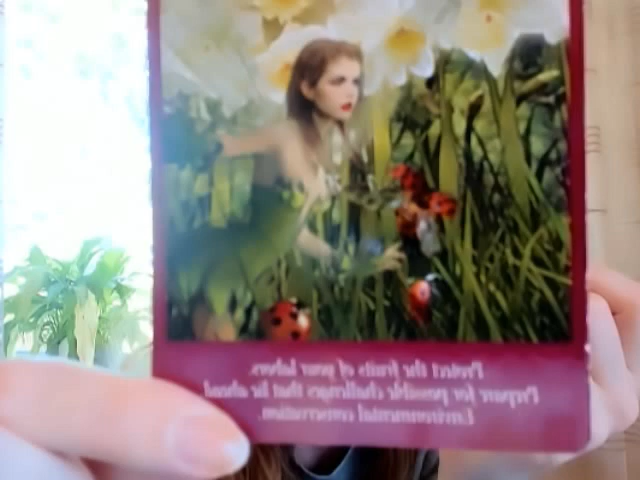 Protect the fruits of your labors.
Prepare for possible challenges that lie ahead
Environmental conservation.